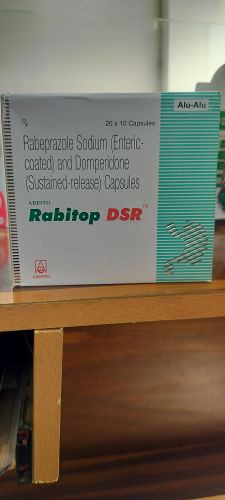 Alu-Alu
Rx 20 x 10 Capsules
Rabeprazole Sodium (Enteric-
coated) and Domperidone
(Sustained-release) Capsules
ARISTO
Rabitop DSR™
ARISTO